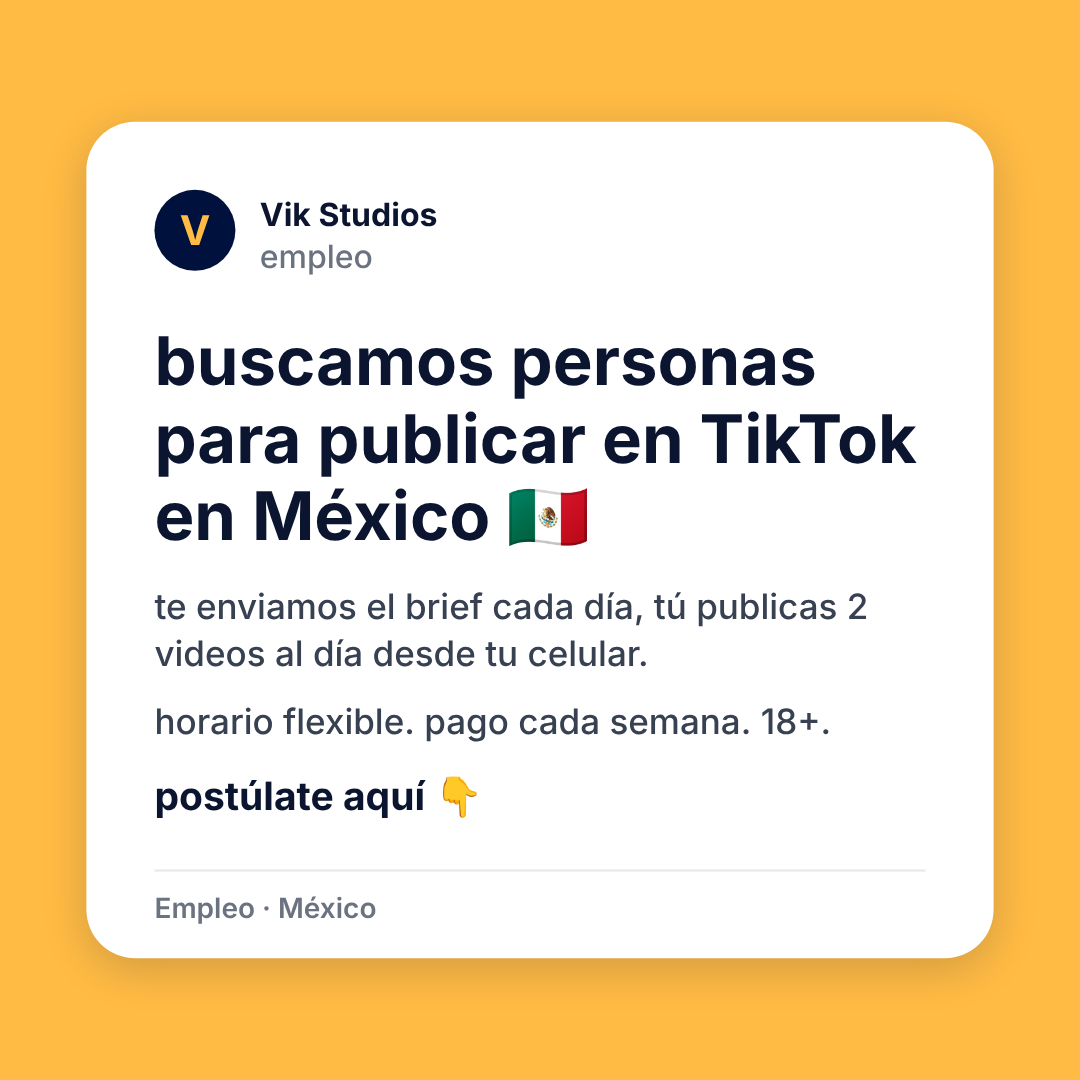 V
Vik Studios
empleo
buscamos personas
para publicar en TikTok
en México 🇲🇽
te enviamos el brief cada día, tú publicas 2
videos al día desde tu celular.
horario flexible. pago cada semana. 18+.
postúlate aquí 👇
Empleo · México